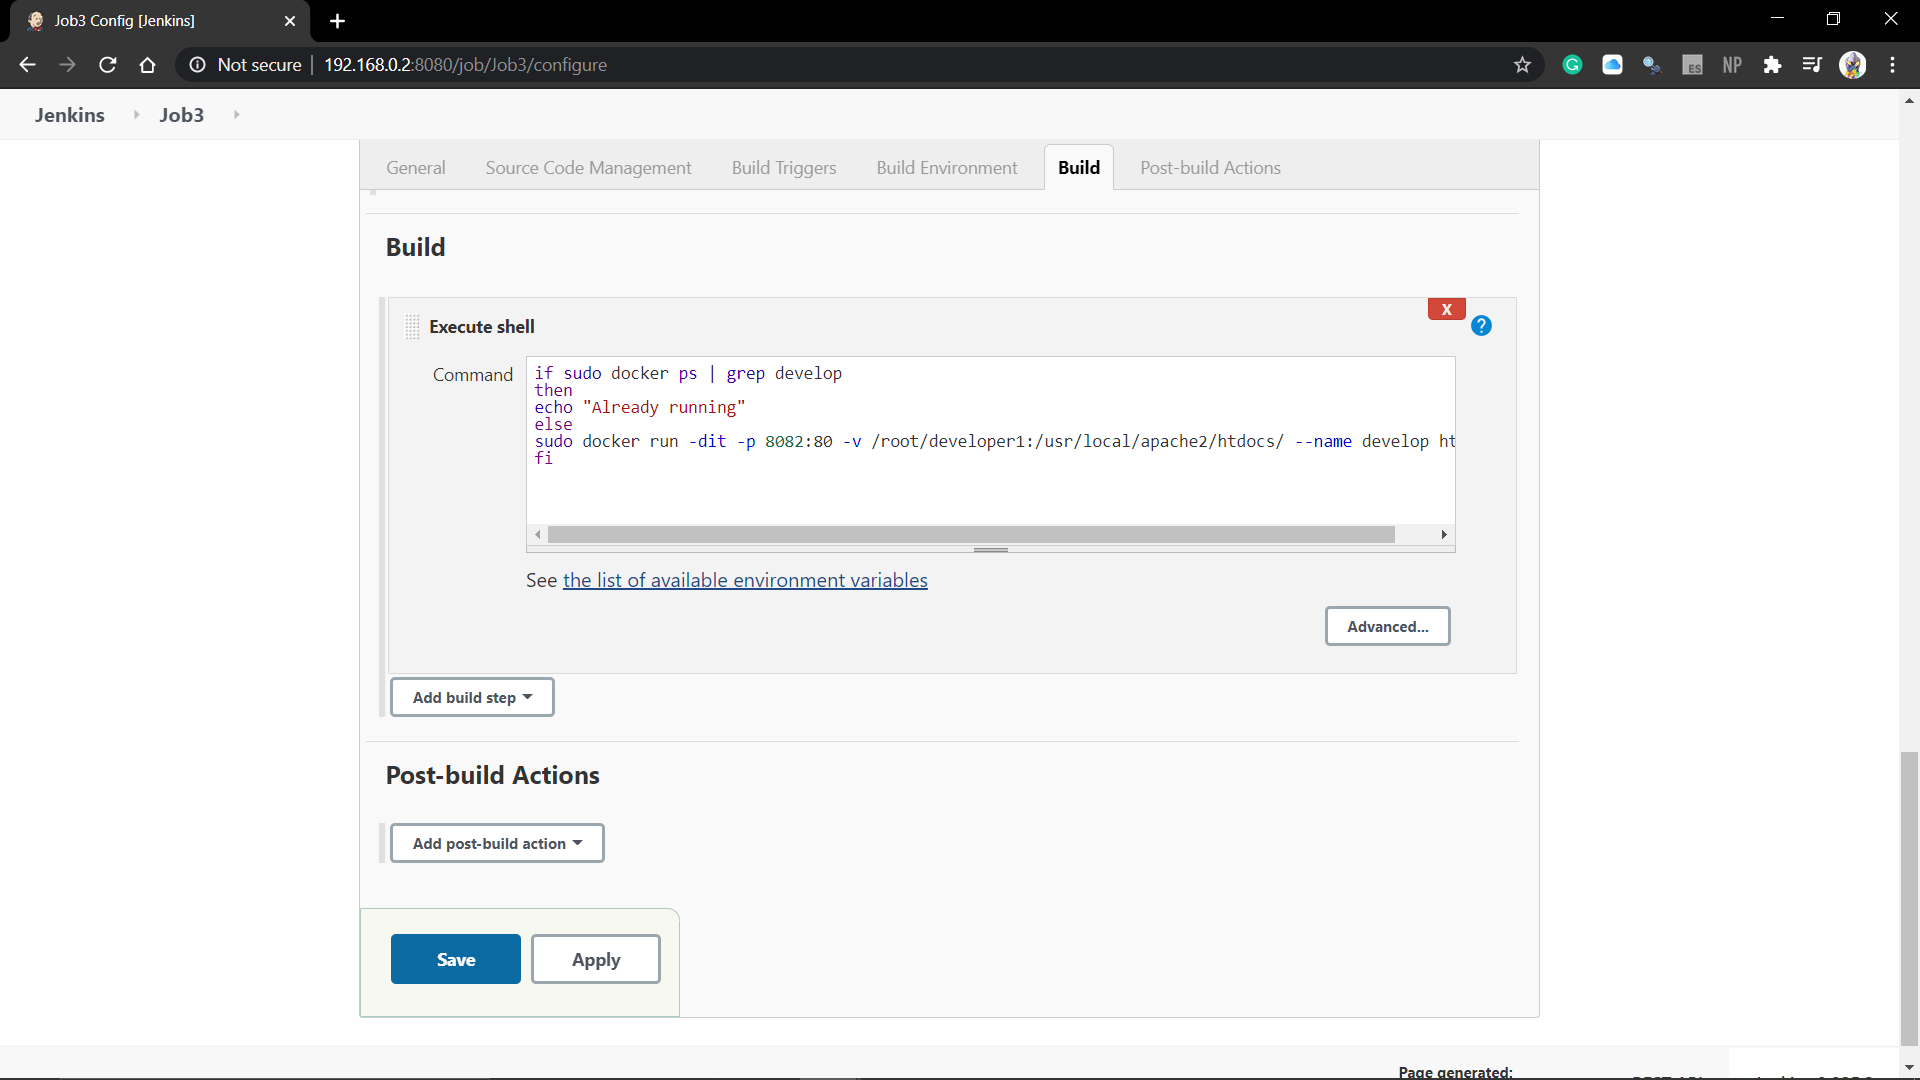 Job3 Config [Jenkins]
Not secure 192.168.0.2:8080/job/Job3/configure
ES NP
Jenkins Job3
General Source Code Management Build Triggers Build Environment Build Post-build Actions
Build
X
Execute shell ?
Command
if sudo docker ps | grep develop
then
echo "Already running"
else
sudo docker run -dit -p 8082:80 -v /root/developer1:/usr/local/apache2/htdocs/ --name develop ht
fi
See the list of available environment variables
Advanced...
Add build step
Post-build Actions
Add post-build action
Save Apply
Page generated: